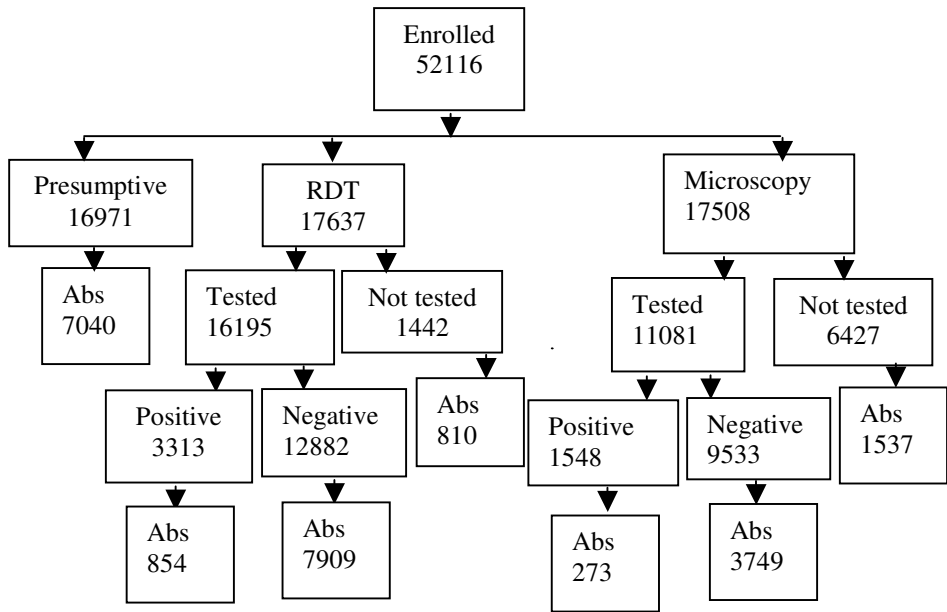 Enrolled
52116
Presumptive
16971
RDT
17637
Microscopy
17508
Abs
7040
Tested
16195
Not tested
1442
Tested
11081
Not tested
6427
Positive
3313
Negative
12882
Abs
810
Positive
1548
Negative
9533
Abs
1537
Abs
854
Abs
7909
Abs
273
Abs
3749